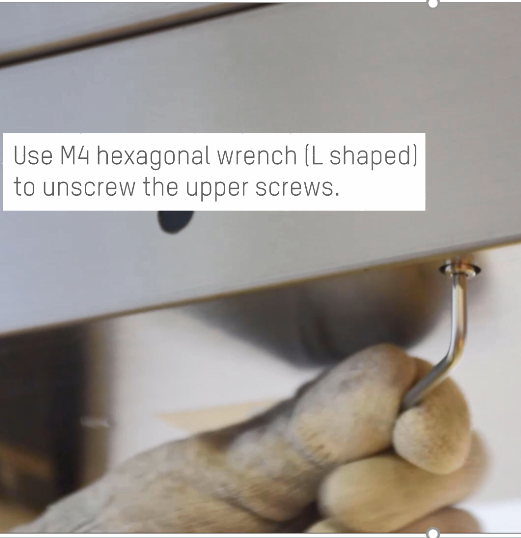 Use M4 hexagonal wrench (L shaped)
to unscrew the upper screws.